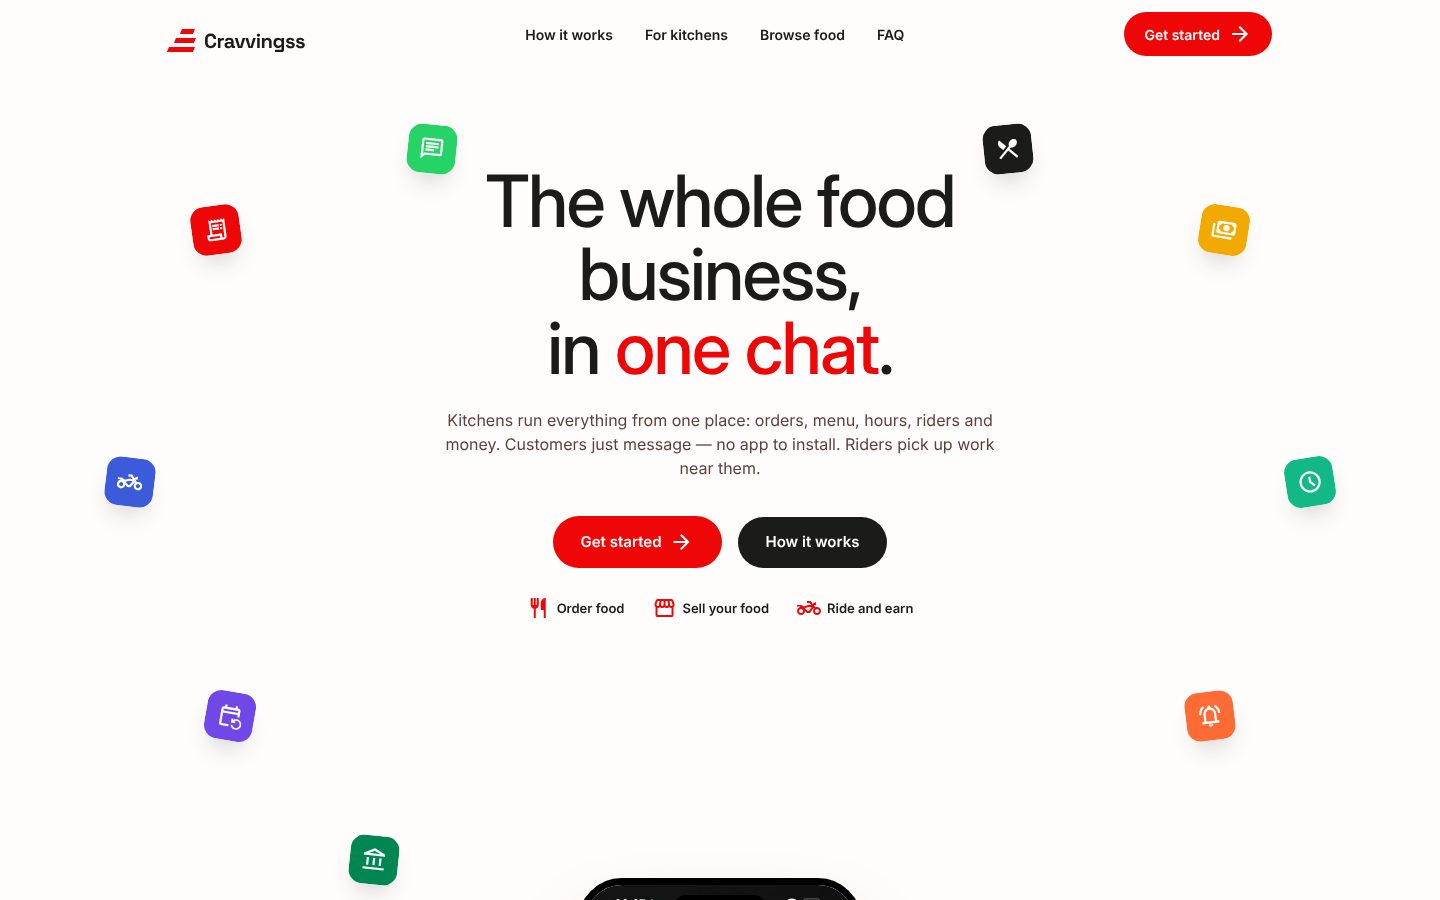 Cravvingss
How it works
For kitchens
Browse food
FAQ
Get started
The whole food
business,
in one chat.
Kitchens run everything from one place: orders, menu, hours, riders and
money. Customers just message — no app to install. Riders pick up work
near them.
Get started
How it works
Order food
Sell your food
Ride and earn